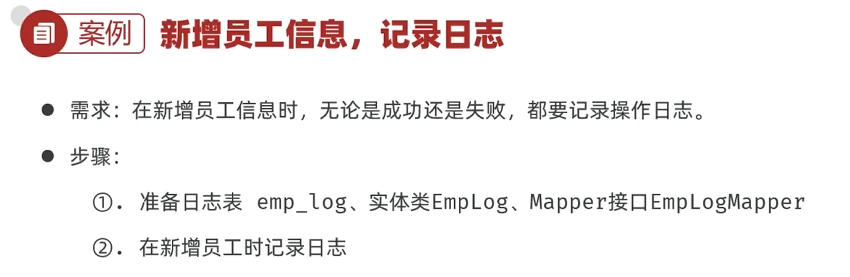 案例 新增员工信息，记录日志
● 需求：在新增员工信息时，无论是成功还是失败，都要记录操作日志。
● 步骤：
①. 准备日志表 emp_log、实体类EmpLog、Mapper接口EmpLogMapper
②. 在新增员工时记录日志